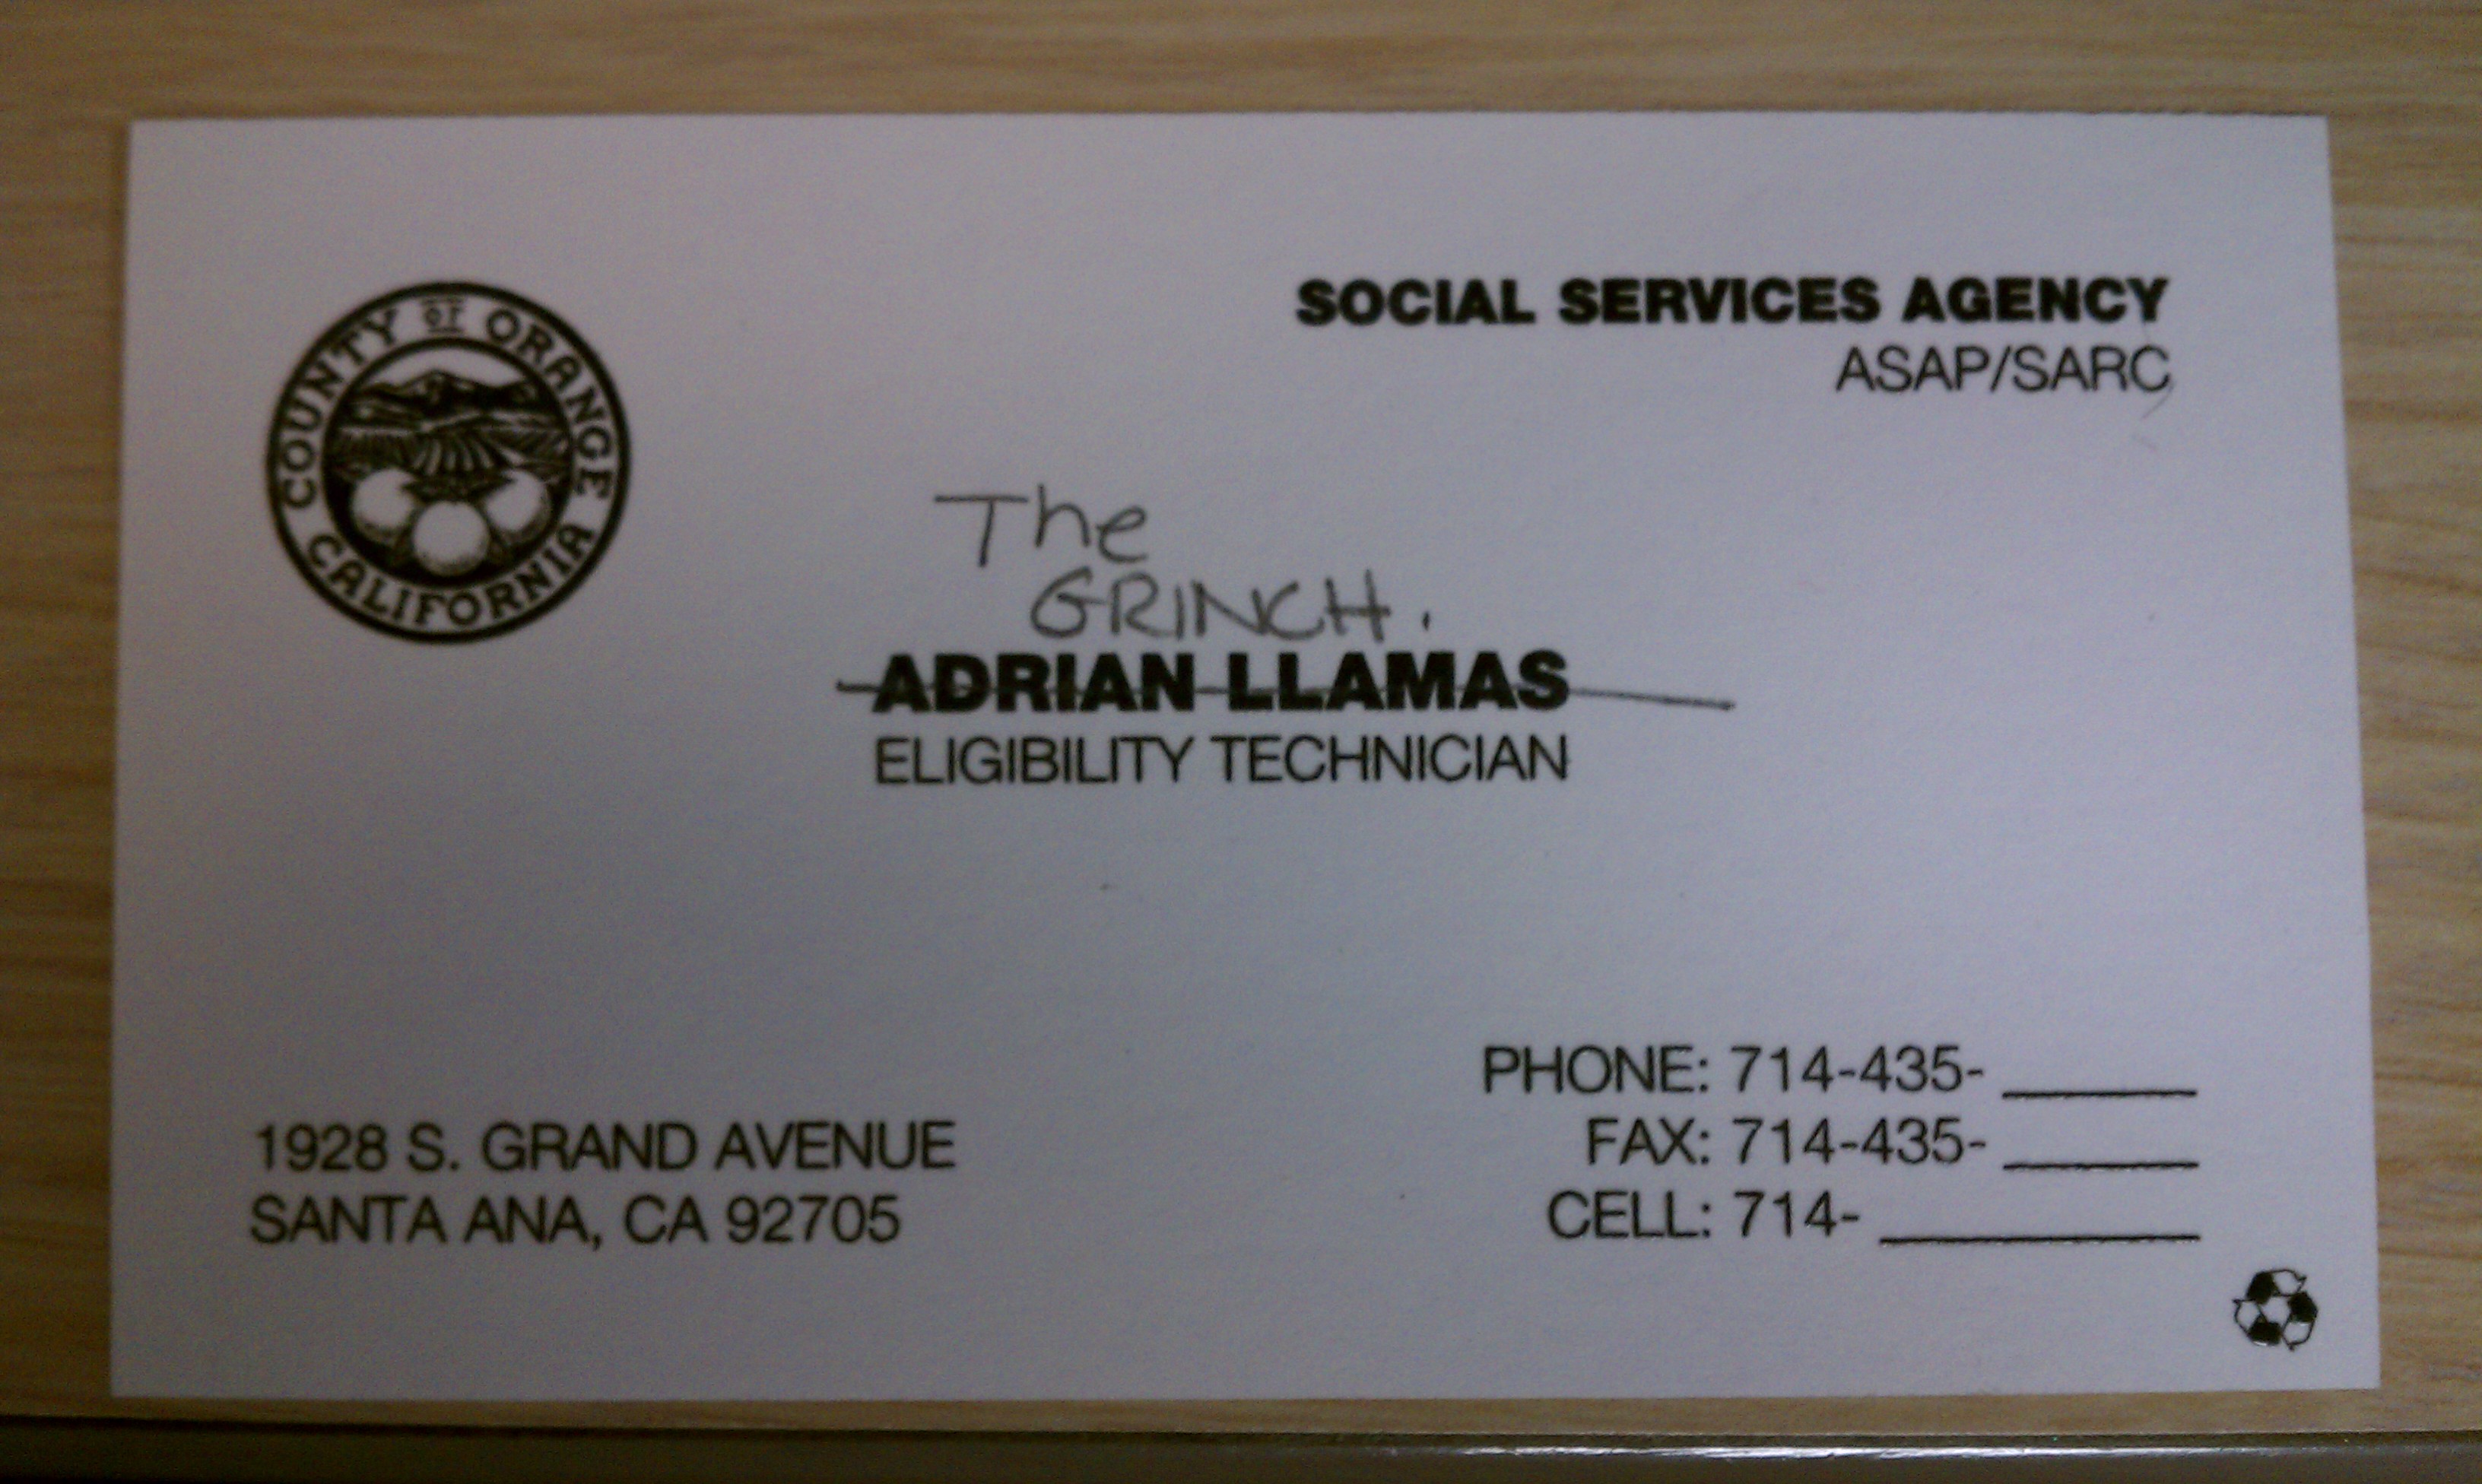 COUNTY OF ORANGE
CALIFORNIA
SOCIAL SERVICES AGENCY
ASAP/SARC
The
GRINCH.
ADRIAN LLAMAS
ELIGIBILITY TECHNICIAN
1928 S. GRAND AVENUE
SANTA ANA, CA 92705
PHONE: 714-435- ______
FAX: 714-435- ______
CELL: 714- __________